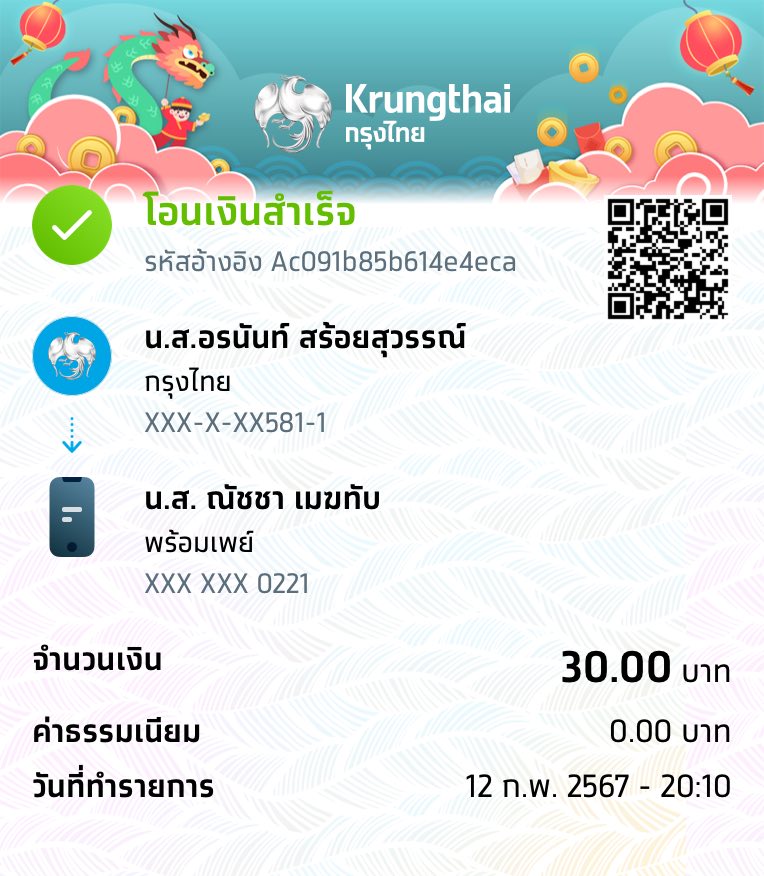 Krungthai
กรุงไทย
โอนเงินสำเร็จ
รหัสอ้างอิง Ac091b85b614e4eca
น.ส.อรนันท์ สร้อยสุวรรณ์
กรุงไทย
XXX-X-XX581-1
น.ส. ณัชชา เมฆทับ
พร้อมเพย์
XXX XXX 0221
จำนวนเงิน 30.00 บาท
ค่าธรรมเนียม 0.00 บาท
วันที่ทำรายการ 12 ก.พ. 2567 - 20:10